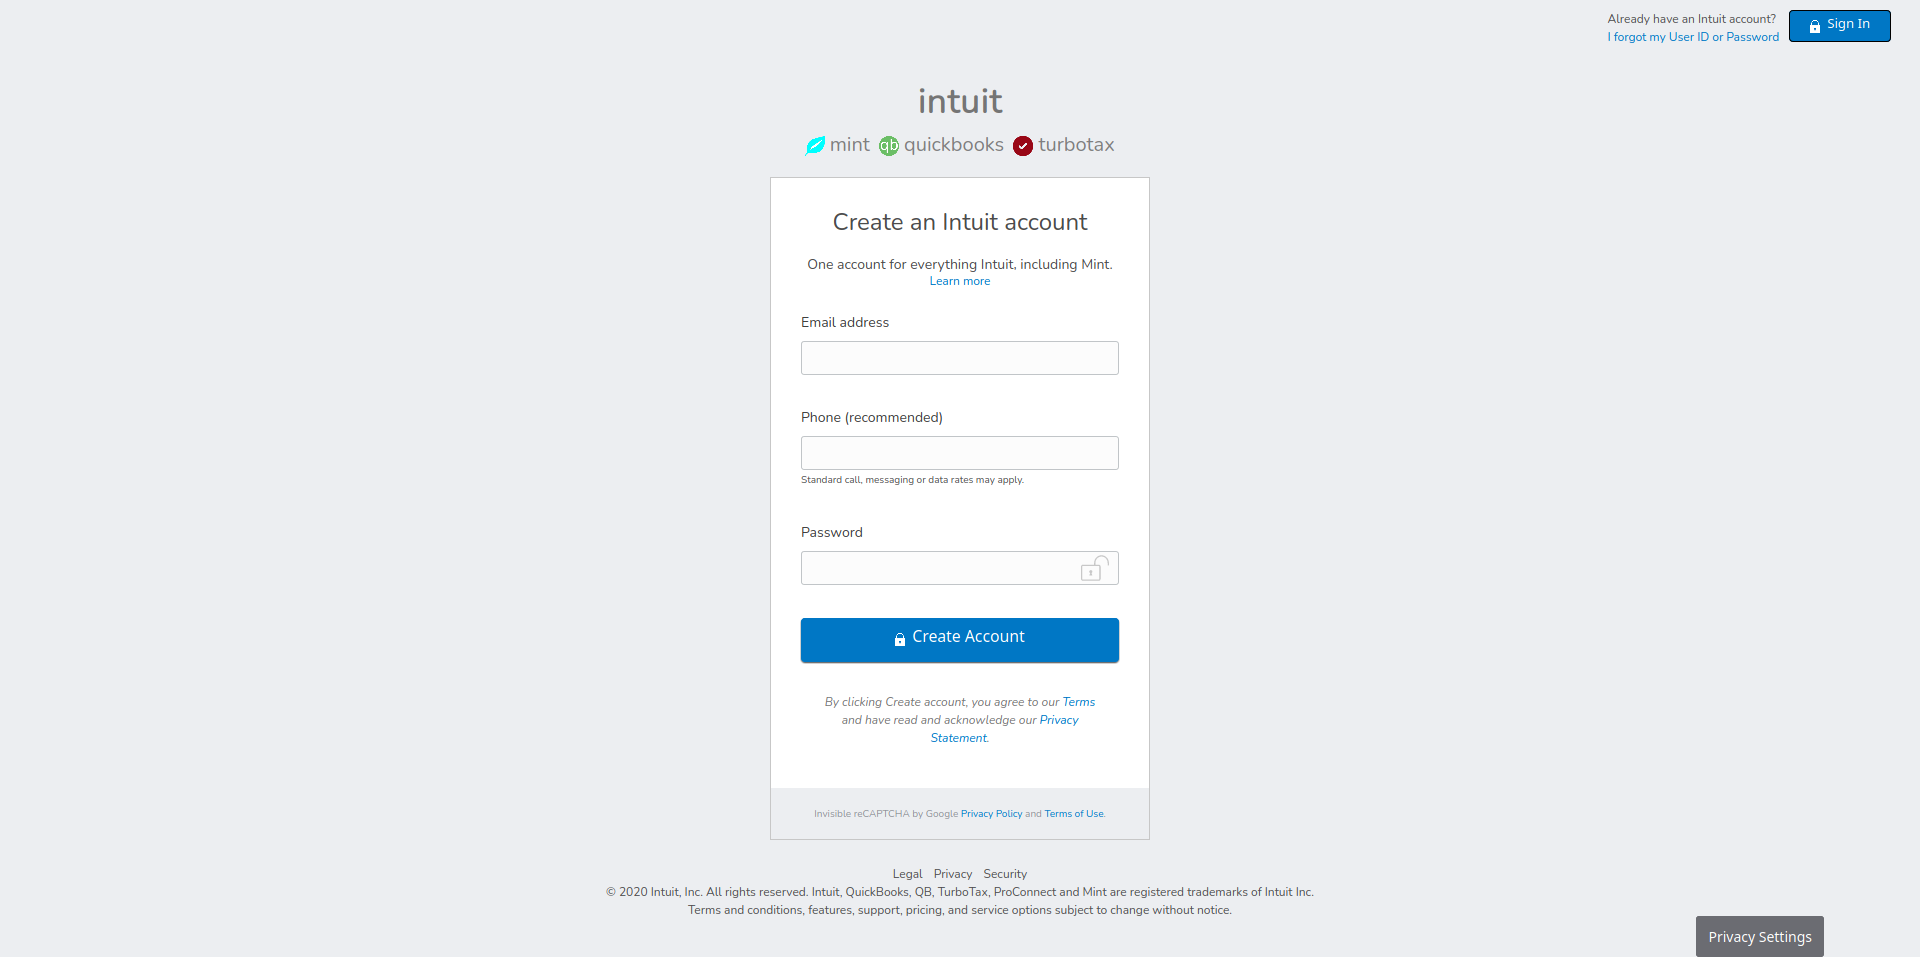 Already have an Intuit account?
I forgot my User ID or Password
Sign In
intuit
mint qb quickbooks turbotax
Create an Intuit account
One account for everything Intuit, including Mint.
Learn more
Email address
Phone (recommended)
Standard call, messaging or data rates may apply.
Password
Create Account
By clicking Create account, you agree to our Terms
and have read and acknowledge our Privacy
Statement.
Invisible reCAPTCHA by Google Privacy Policy and Terms of Use.
Legal Privacy Security
© 2020 Intuit, Inc. All rights reserved. Intuit, QuickBooks, QB, TurboTax, ProConnect and Mint are registered trademarks of Intuit Inc.
Terms and conditions, features, support, pricing, and service options subject to change without notice.
Privacy Settings